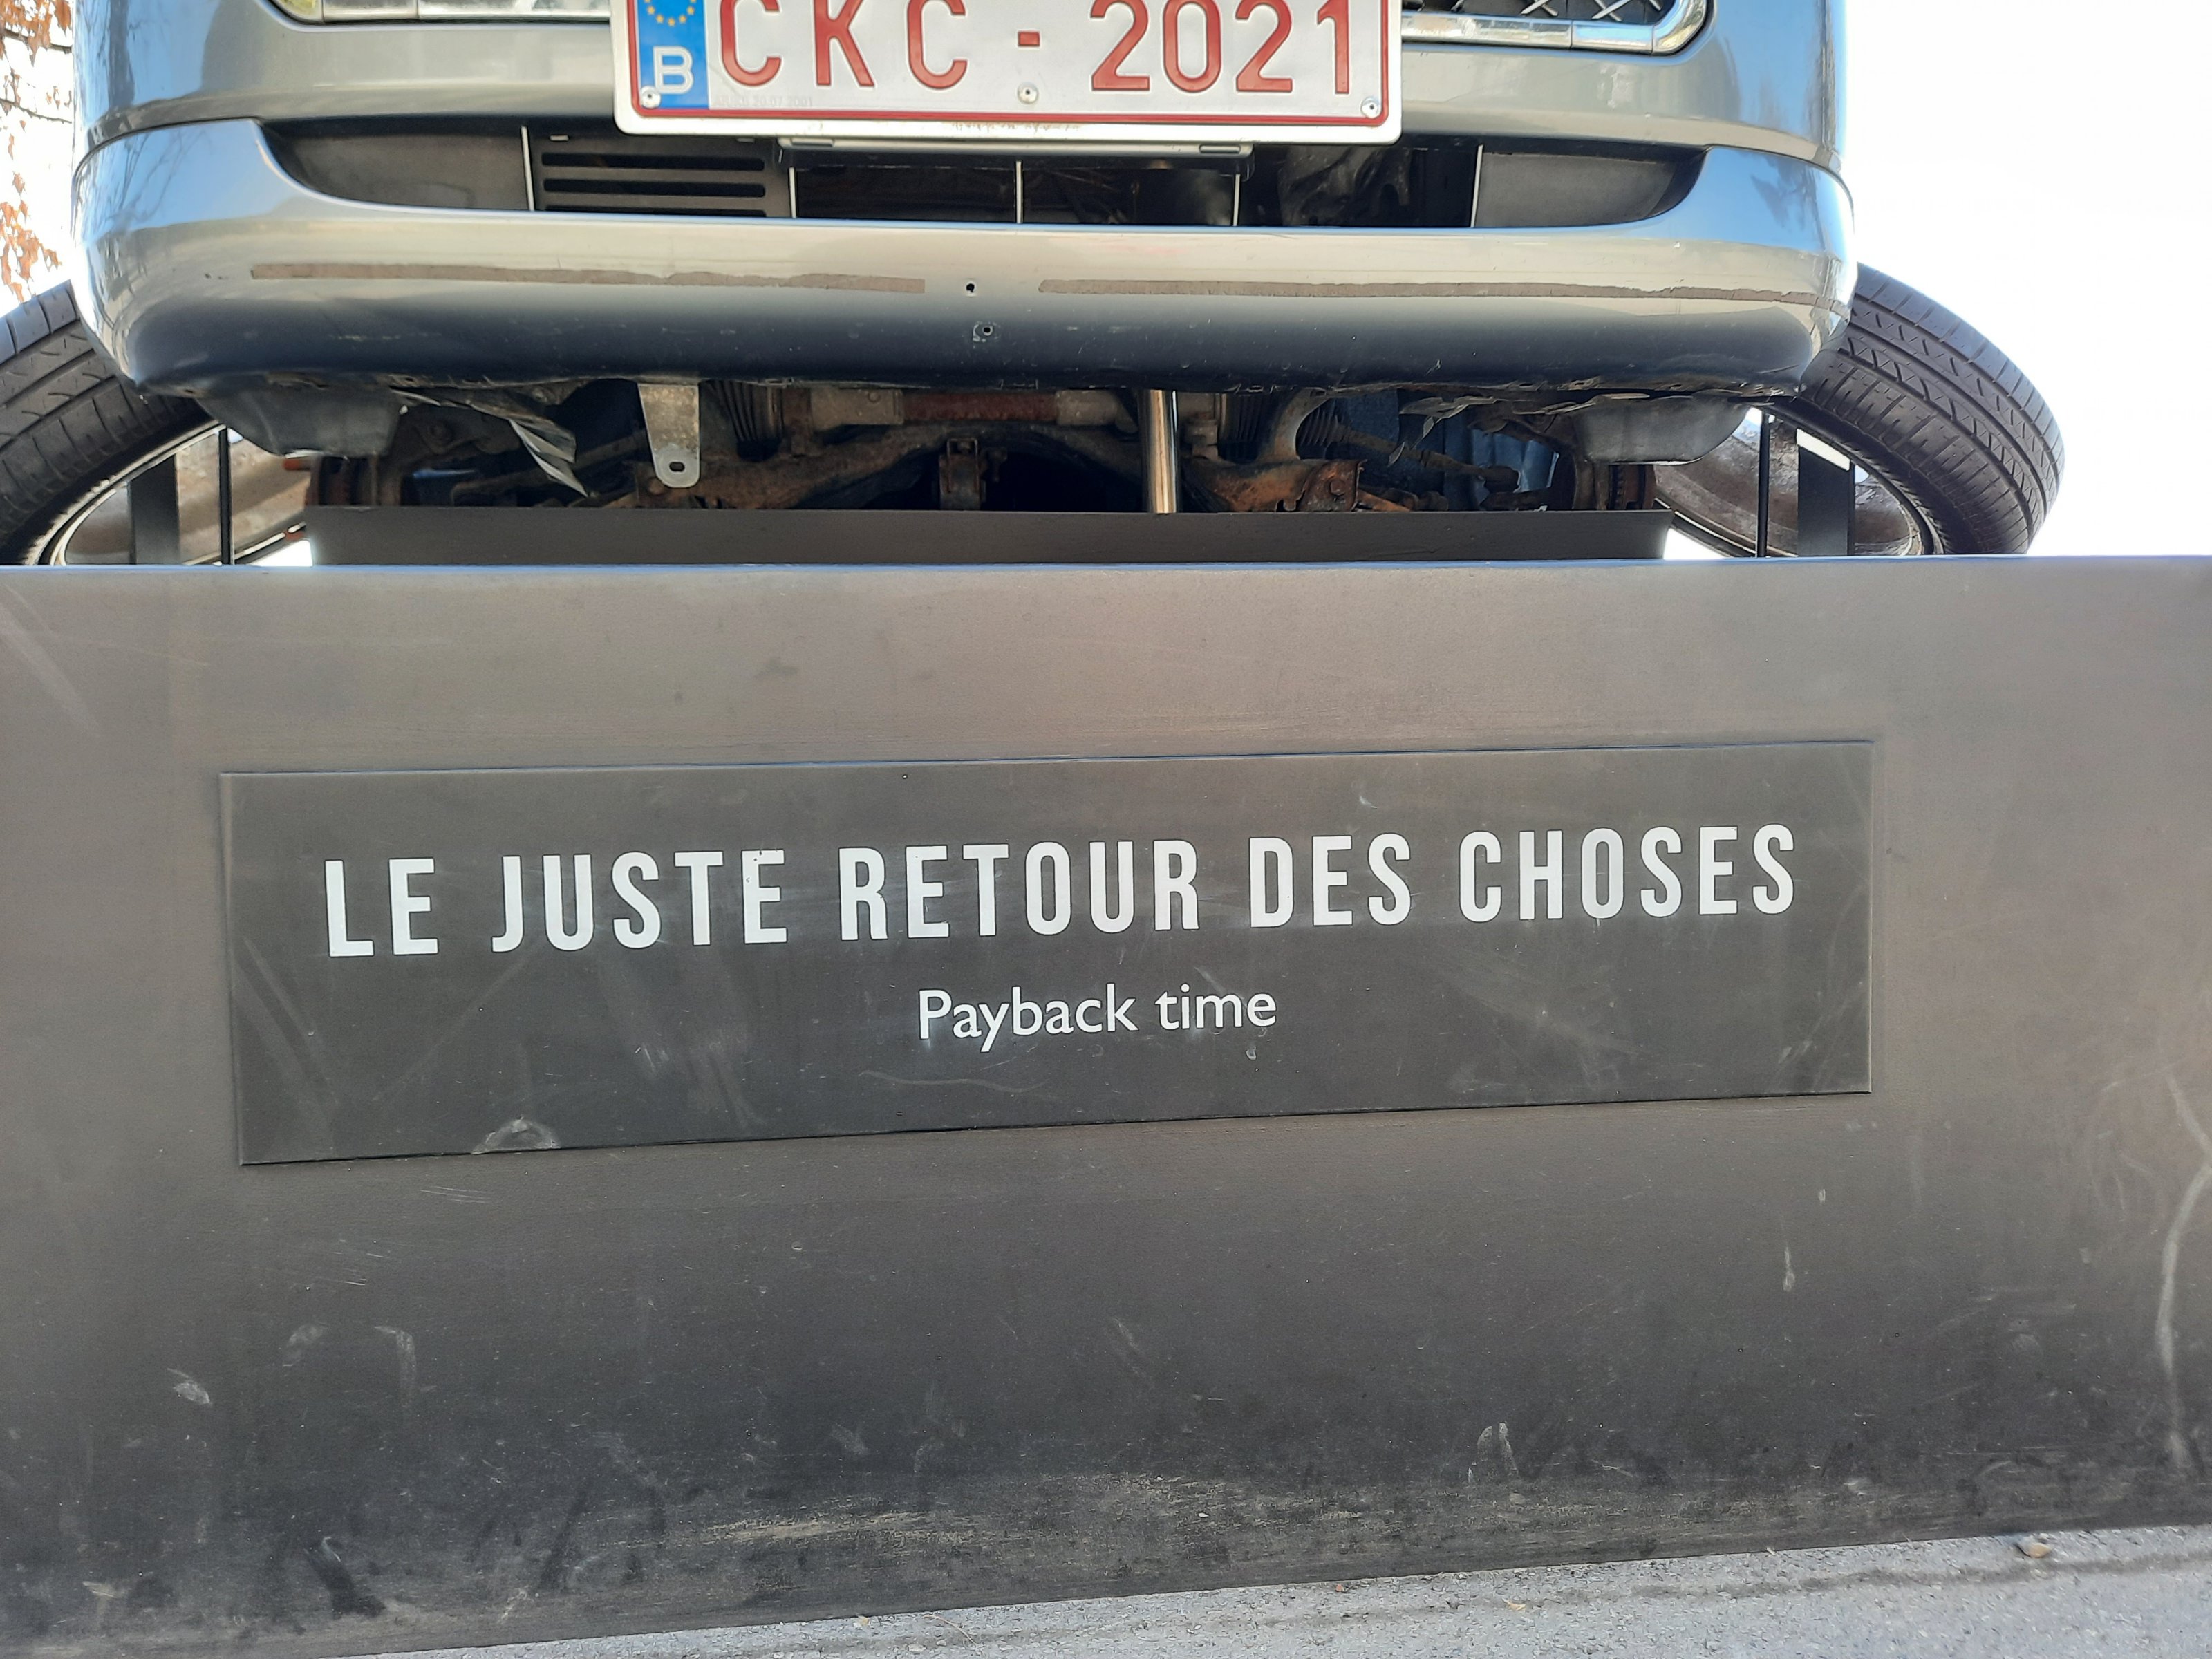 B
CKC - 2021
LE JUSTE RETOUR DES CHOSES
Payback time